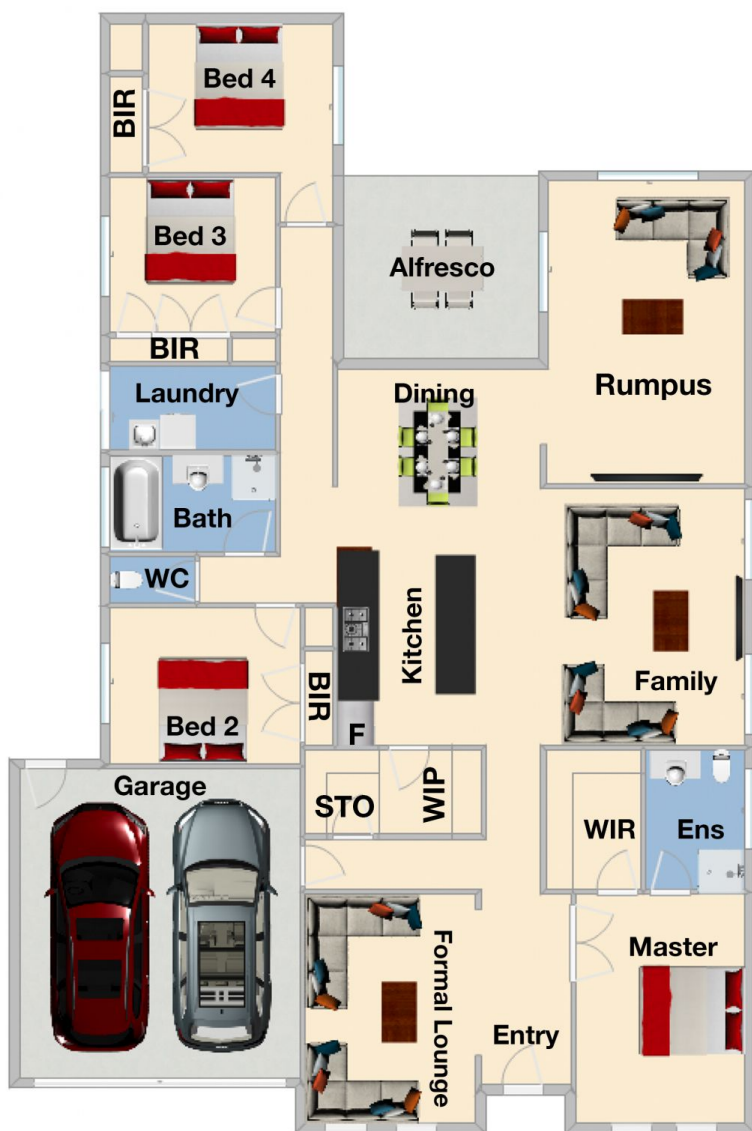 Bed 4
BIR
Bed 3
Alfresco
BIR
Laundry
Dining
Rumpus
Bath
WC
Kitchen
Family
Bed 2
BIR
F
Garage
STO
WIP
WIR
Ens
Formal Lounge
Master
Entry